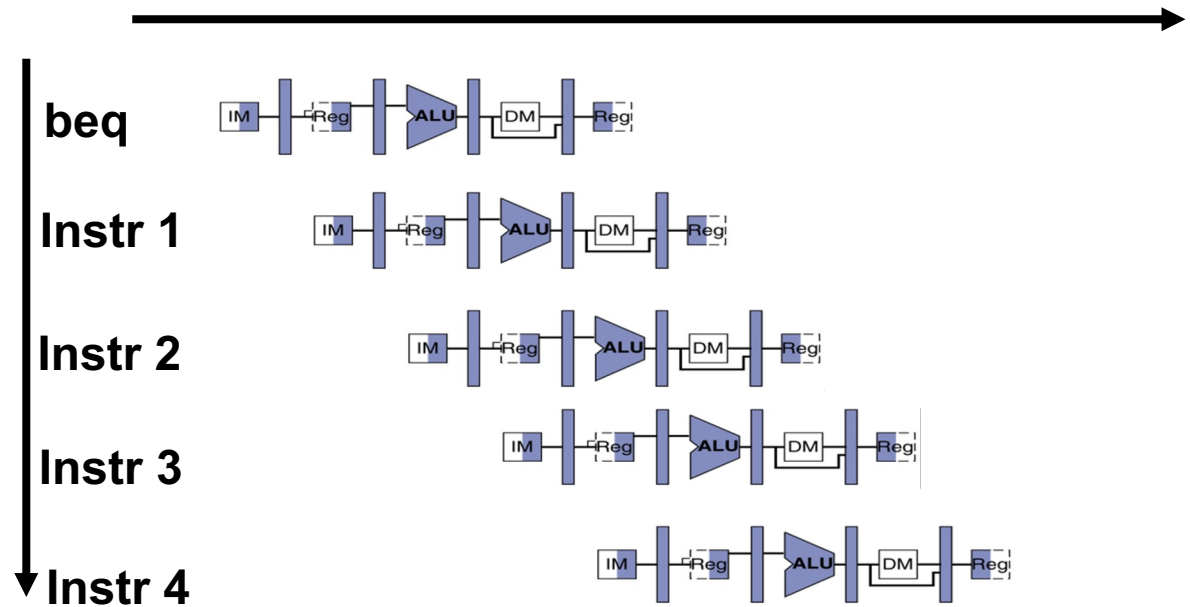 beq IM Reg ALU DM Reg
Instr 1 IM Reg ALU DM Reg
Instr 2 IM Reg ALU DM Reg
Instr 3 IM Reg ALU DM Reg
Instr 4 IM Reg ALU DM Reg